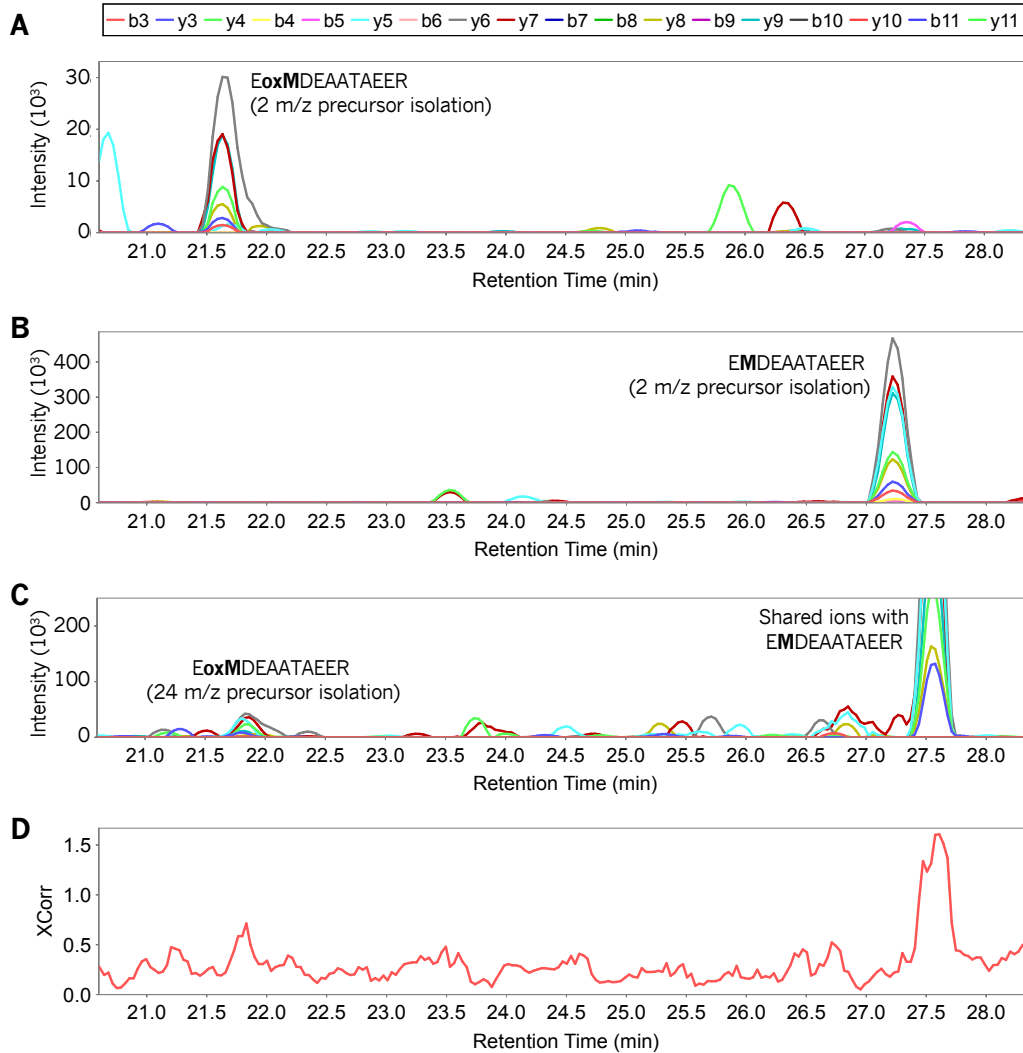 A
b3 y3 y4 b4 b5 y5 b6 y6 y7 b7 b8 y8 b9 y9 b10 y10 b11 y11
EoxMDEAATAEER
(2 m/z precursor isolation)
Intensity (10³)
30
20
10
0
21.0 21.5 22.0 22.5 23.0 23.5 24.0 24.5 25.0 25.5 26.0 26.5 27.0 27.5 28.0
Retention Time (min)
B
EMDEAATAEER
(2 m/z precursor isolation)
Intensity (10³)
400
300
200
100
0
21.0 21.5 22.0 22.5 23.0 23.5 24.0 24.5 25.0 25.5 26.0 26.5 27.0 27.5 28.0
Retention Time (min)
C
Shared ions with
EMDEAATAEER
EoxMDEAATAEER
(24 m/z precursor isolation)
Intensity (10³)
200
100
0
21.0 21.5 22.0 22.5 23.0 23.5 24.0 24.5 25.0 25.5 26.0 26.5 27.0 27.5 28.0
Retention Time (min)
D
XCorr
1.5
1.0
0.5
0.0
21.0 21.5 22.0 22.5 23.0 23.5 24.0 24.5 25.0 25.5 26.0 26.5 27.0 27.5 28.0
Retention Time (min)